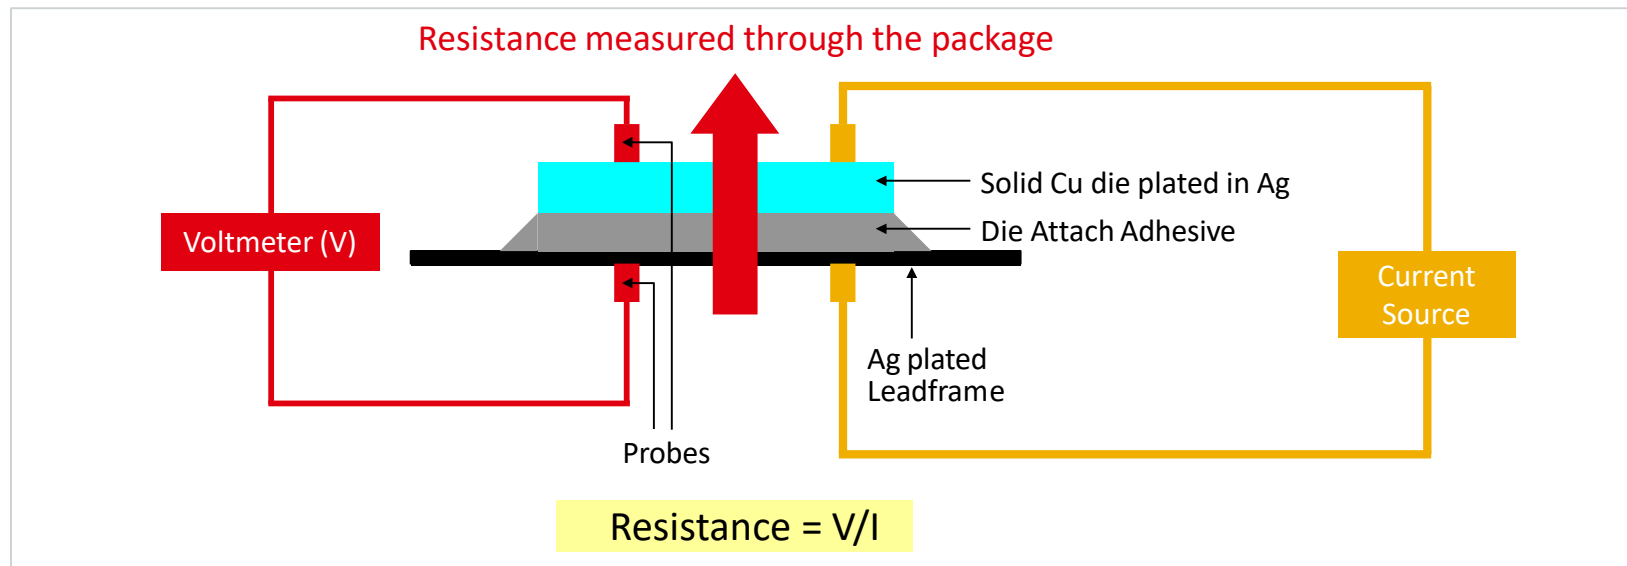 Resistance measured through the package
Solid Cu die plated in Ag
Die Attach Adhesive
Voltmeter (V)
Current
Source
Ag plated
Leadframe
Probes
Resistance = V/I